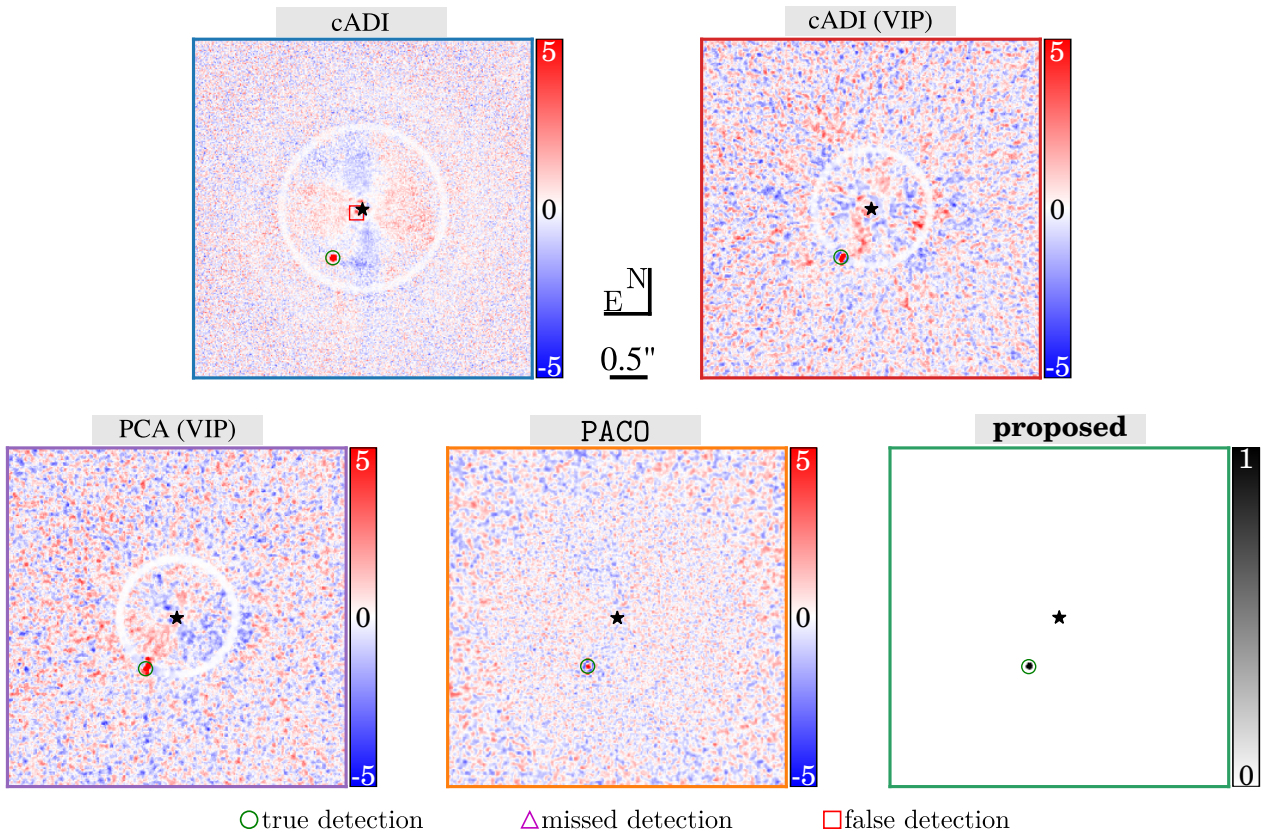 cADI
cADI (VIP)
5
0
-5
5
0
-5
N
E
0.5"
PCA (VIP)
PACO
proposed
5
0
-5
5
0
-5
1
0
true detection
missed detection
false detection